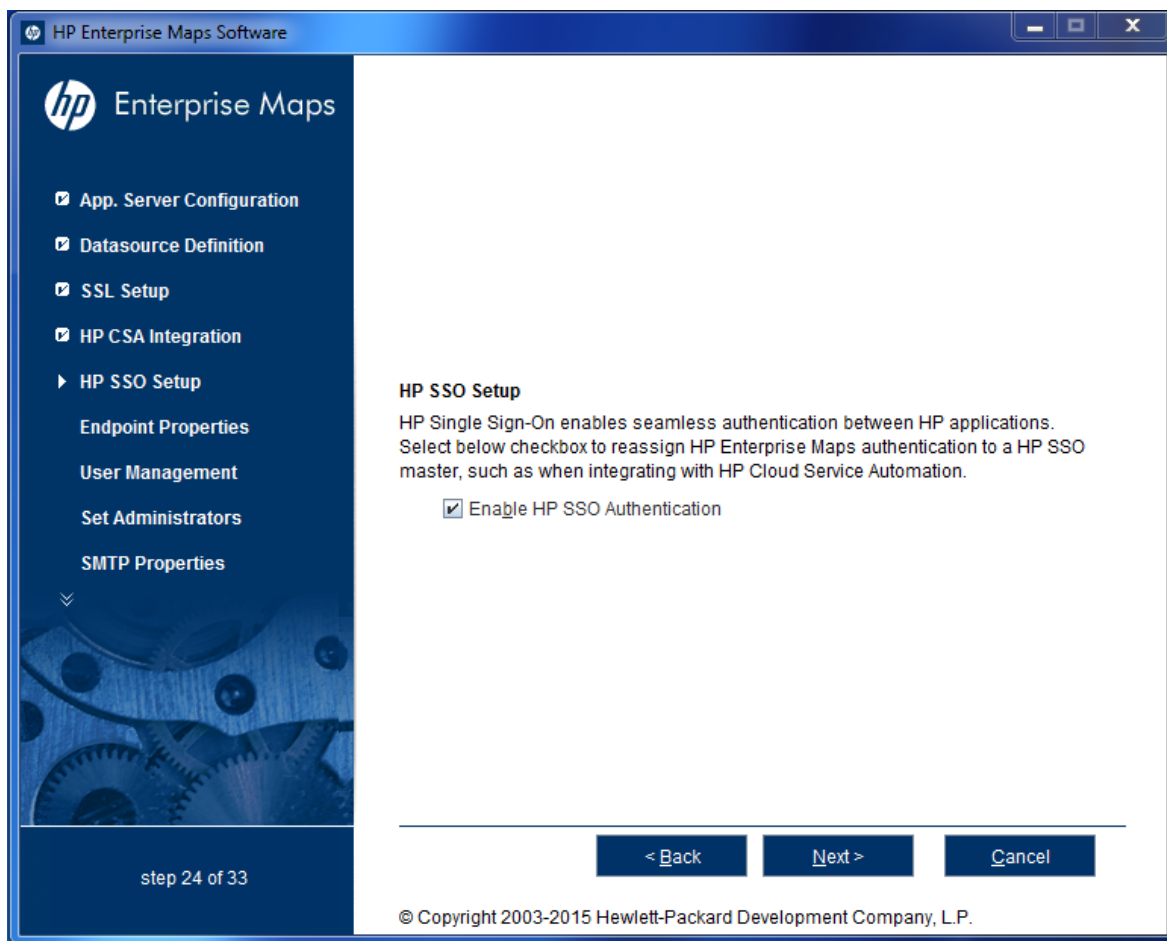 HP Enterprise Maps Software
hp Enterprise Maps
App. Server Configuration
Datasource Definition
SSL Setup
HP CSA Integration
HP SSO Setup
Endpoint Properties
User Management
Set Administrators
SMTP Properties
step 24 of 33
HP SSO Setup
HP Single Sign-On enables seamless authentication between HP applications.
Select below checkbox to reassign HP Enterprise Maps authentication to a HP SSO
master, such as when integrating with HP Cloud Service Automation.
Enable HP SSO Authentication
< Back Next > Cancel
© Copyright 2003-2015 Hewlett-Packard Development Company, L.P.